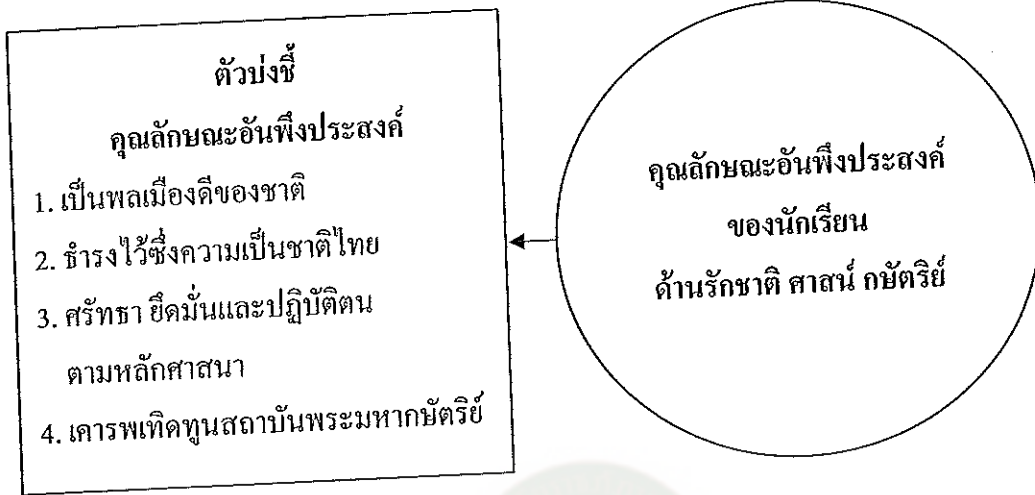 ตัวบ่งชี้
คุณลักษณะอันพึงประสงค์
1. เป็นพลเมืองดีของชาติ
2. ธำรงไว้ซึ่งความเป็นชาติไทย
3. ศรัทธา ยึดมั่นและปฏิบัติตน
ตามหลักศาสนา
4. เคารพเทิดทูนสถาบันพระมหากษัตริย์
คุณลักษณะอันพึงประสงค์
ของนักเรียน
ด้านรักชาติ ศาสน์ กษัตริย์